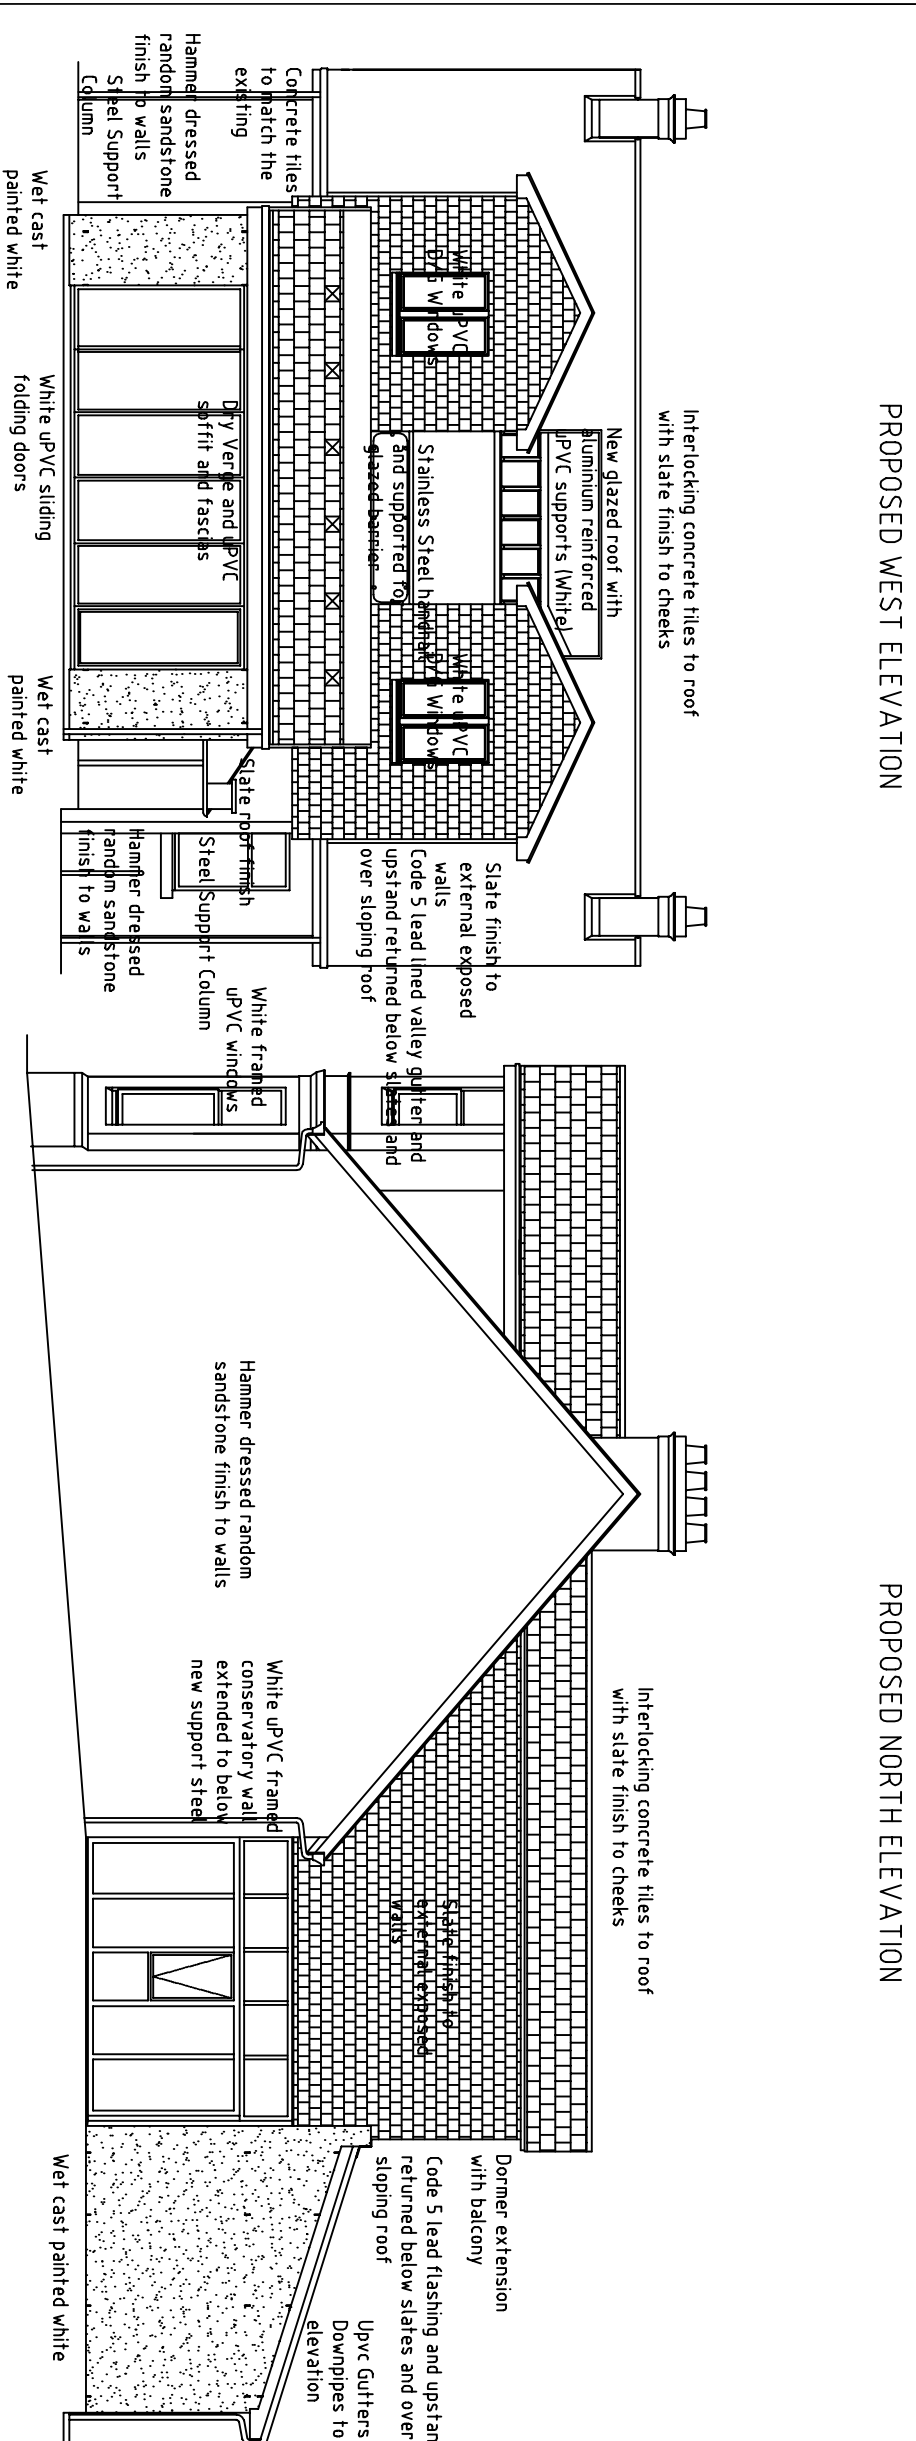 PROPOSED WEST ELEVATION
Interlocking concrete tiles to roof
with slate finish to cheeks
New glazed roof with
aluminium reinforced
uPVC supports (White)
White uPVC
D/G Windows
Stainless Steel handrail
and supported to
glazed barrier
White uPVC
D/G Windows
Slate finish to
external exposed
walls
Code 5 lead lined valley gutter and
upstand returned below slates and
over sloping roof
Concrete tiles
to match the
existing
Hammer dressed
random sandstone
finish to walls
Steel Support
Column
Dry Verge and uPVC
soffit and fascias
Slate roof finish
Steel Support Column
Hammer dressed
random sandstone
finish to walls
Wet cast
painted white
White uPVC sliding
folding doors
Wet cast
painted white
PROPOSED NORTH ELEVATION
Interlocking concrete tiles to roof
with slate finish to cheeks
White framed
uPVC windows
Hammer dressed random
sandstone finish to walls
White uPVC framed
conservatory wall
extended to below
new support steel
Slate finish to
external exposed
walls
Dormer extension
with balcony
Code 5 lead flashing and upstan
returned below slates and over
sloping roof
Upvc Gutters
Downpipes to
elevation
Wet cast painted white